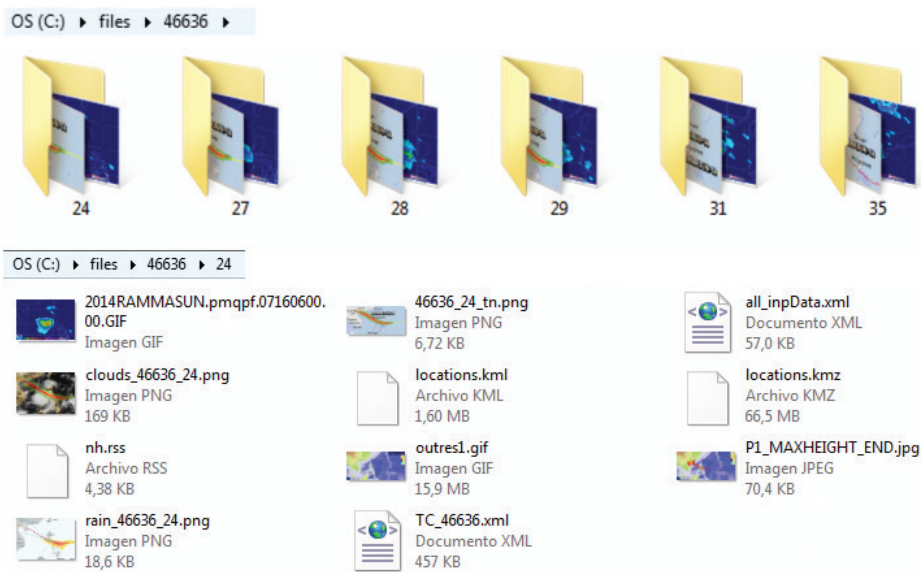 OS (C:) ▸ files ▸ 46636 ▸
24 27 28 29 31 35
OS (C:) ▸ files ▸ 46636 ▸ 24
2014RAMMASUN.pmqpf.07160600.
00.GIF
Imagen GIF
46636_24_tn.png
Imagen PNG
6,72 KB
all_inpData.xml
Documento XML
57,0 KB
clouds_46636_24.png
Imagen PNG
169 KB
locations.kml
Archivo KML
1,60 MB
locations.kmz
Archivo KMZ
66,5 MB
nh.rss
Archivo RSS
4,38 KB
outres1.gif
Imagen GIF
15,9 MB
P1_MAXHEIGHT_END.jpg
Imagen JPEG
70,4 KB
rain_46636_24.png
Imagen PNG
18,6 KB
TC_46636.xml
Documento XML
457 KB